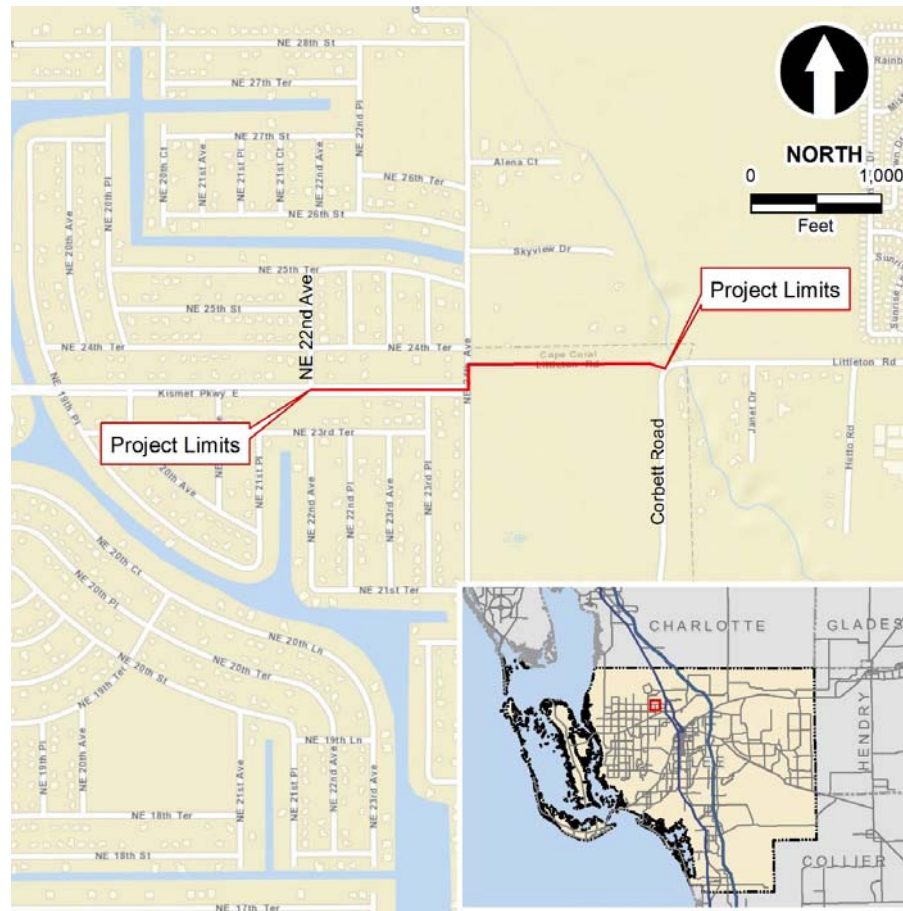 NE 28th St
NE 27th Ter
NE 27th St
NE 22nd Pl
NE 20th Ct
NE 21st Ave
NE 21st Pl
NE 21st Ct
NE 22nd Ave
NE 26th Ter
NE 26th St
NE 20th Pl
NE 20th Ave
Alena Ct
Skyview Dr
NORTH
0 1,000
Feet
NE 25th Ter
NE 25th St
NE 22nd Ave
NE 24th Ter
NE 24th Ter
Project Limits
Cape Coral
Littleton Rd
Littleton Rd
Kismet Pkwy E
NE 19th Pl
Project Limits
NE 23rd Ter
NE 21st Pl
NE 22nd Ave
NE 22nd Pl
NE 23rd Ave
NE 23rd Pl
Corbett Road
Janet Dr
Hatto Rd
NE 21st Ter
NE 20th Ct
NE 20th Pl
NE 20th Ln
NE 20th Ter
NE 20th St
NE 19th Ter
NE 19th Ln
NE 19th Pl
NE 20th Ave
NE 21st Ave
NE 21st Pl
NE 22nd Ave
NE 23rd Ave
NE 18th Ter
NE 18th St
NE 17th Ter
CHARLOTTE
GLADES
HENDRY
COLLIER